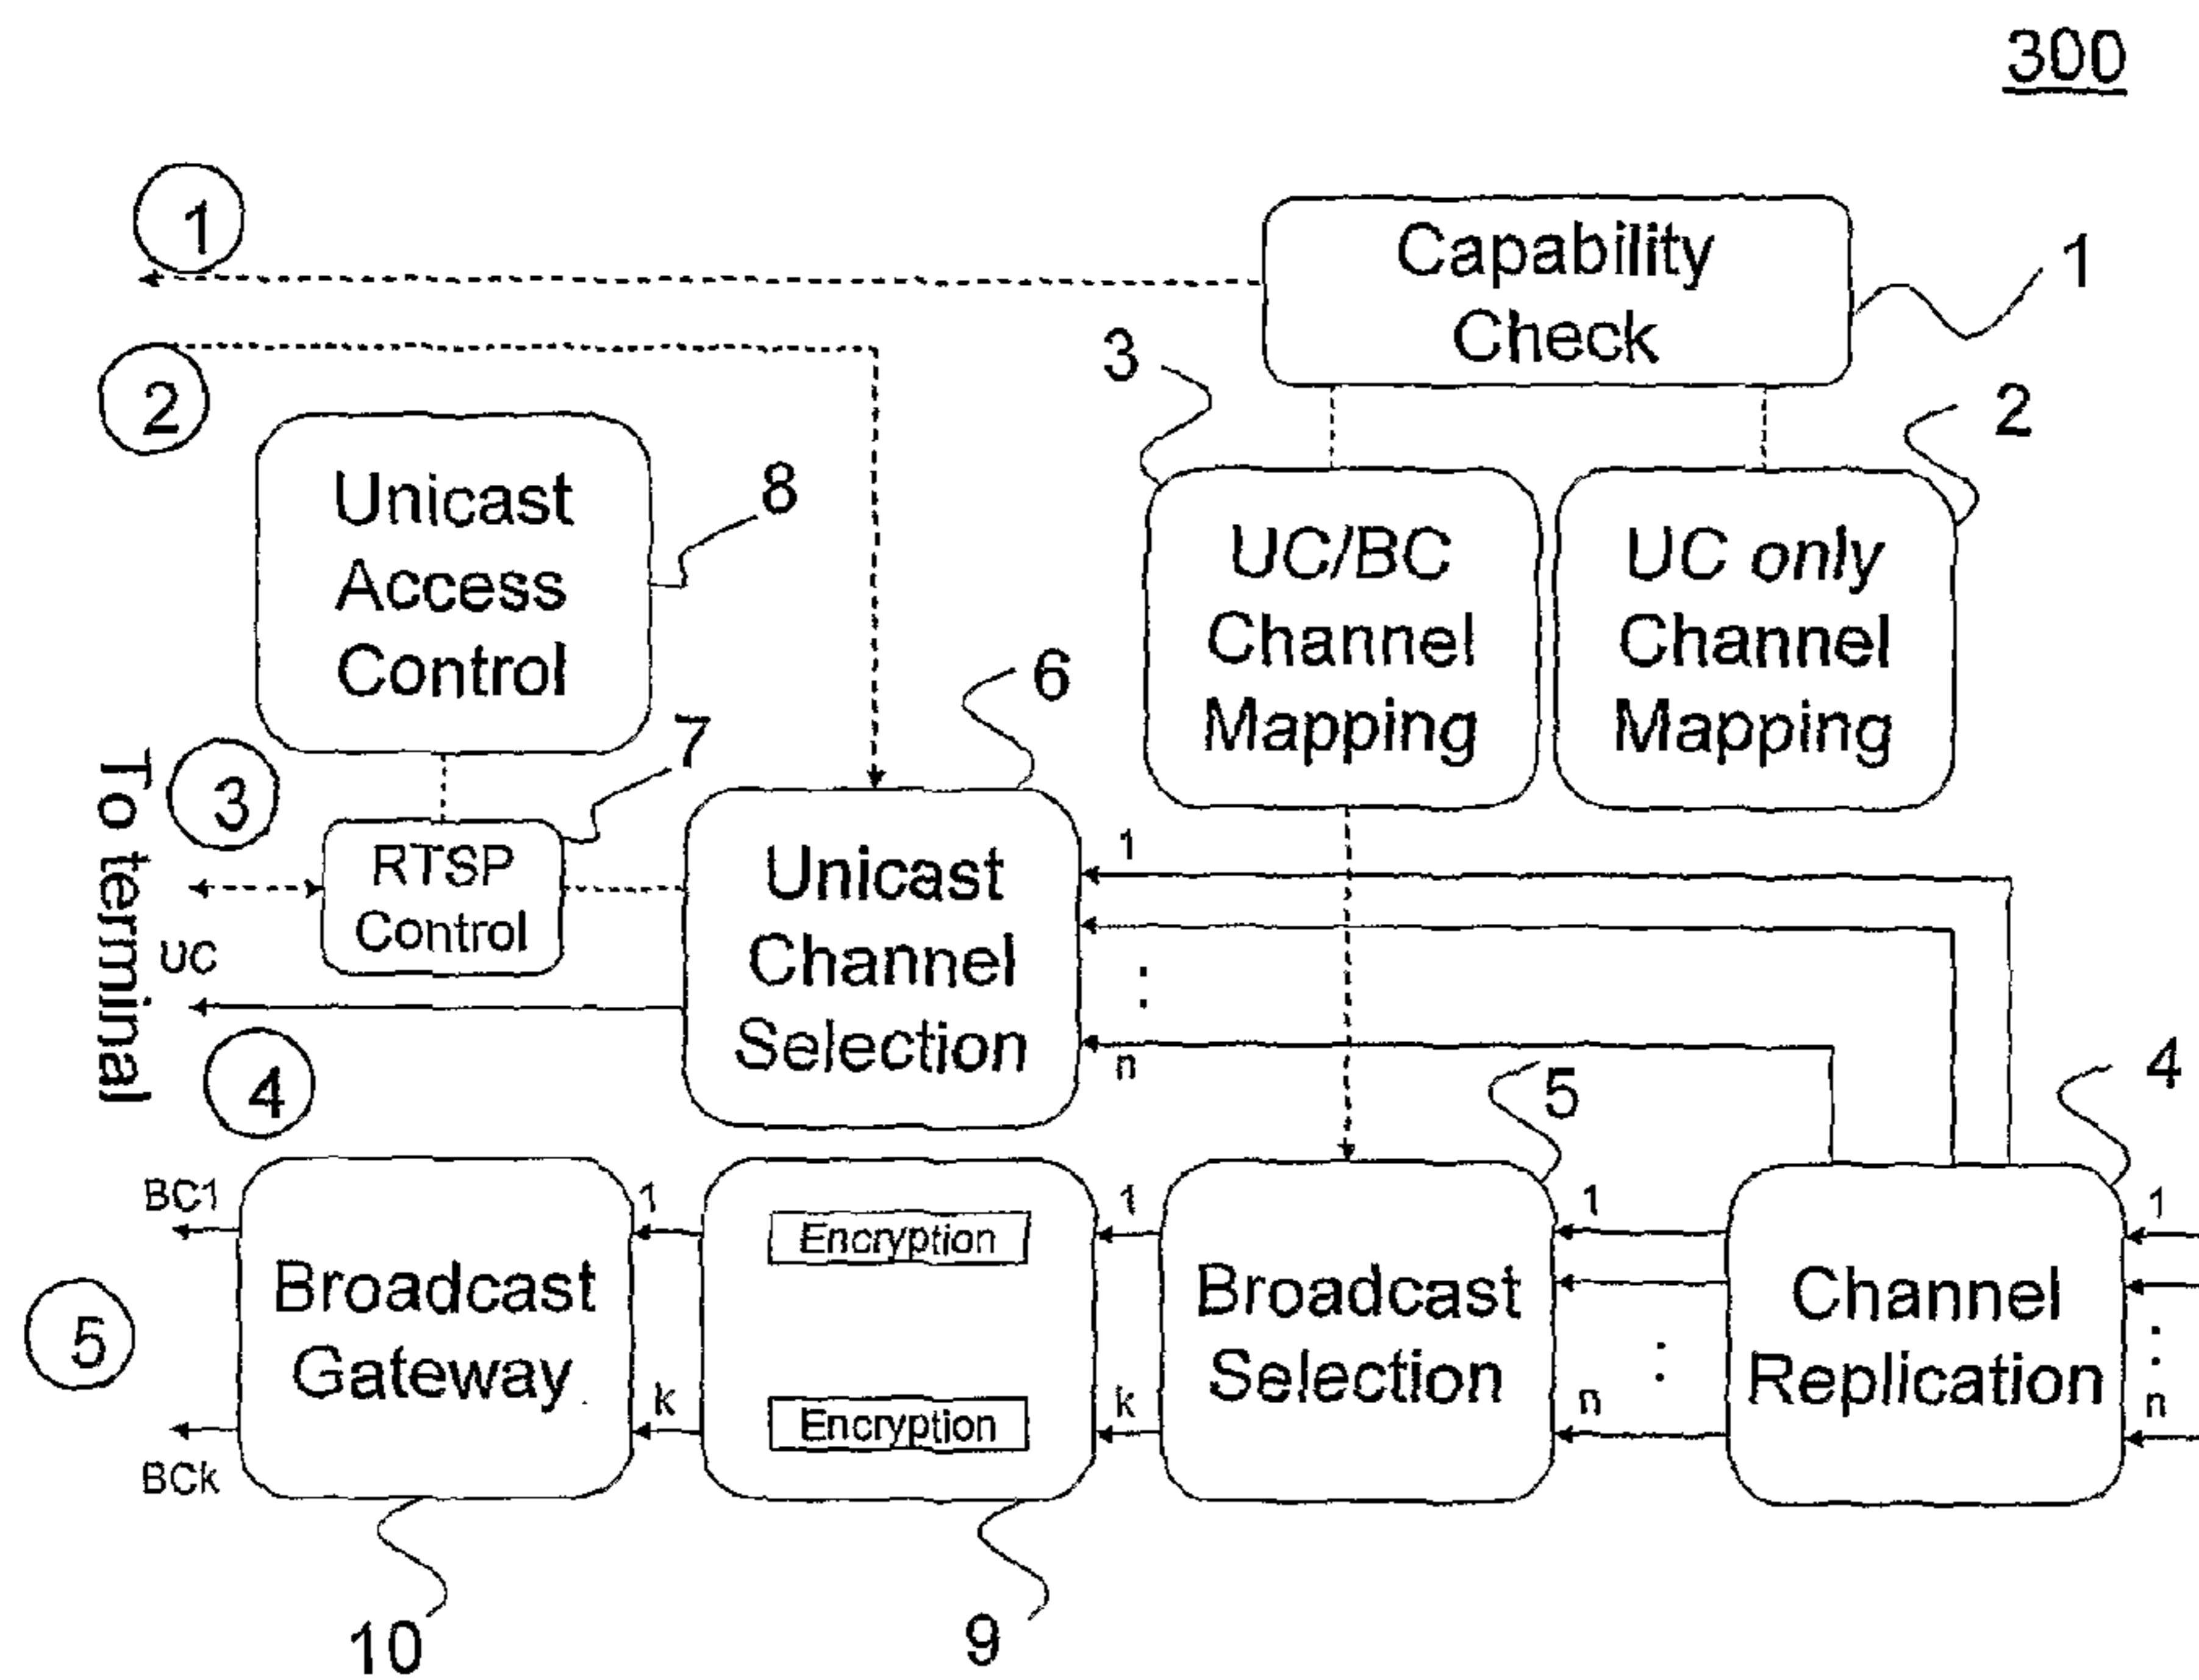 300
1
Capability
Check
1
2
3
2
Unicast
Access
Control
8
UC/BC
Channel
Mapping
UC only
Channel
Mapping
6
7
To terminal
3
RTSP
Control
UC
Unicast
Channel
Selection
1
:
n
4
5
4
BC1
BCk
5
Broadcast
Gateway
1
k
Encryption
Encryption
1
k
Broadcast
Selection
1
:
n
Channel
Replication
1
:
n
10
9